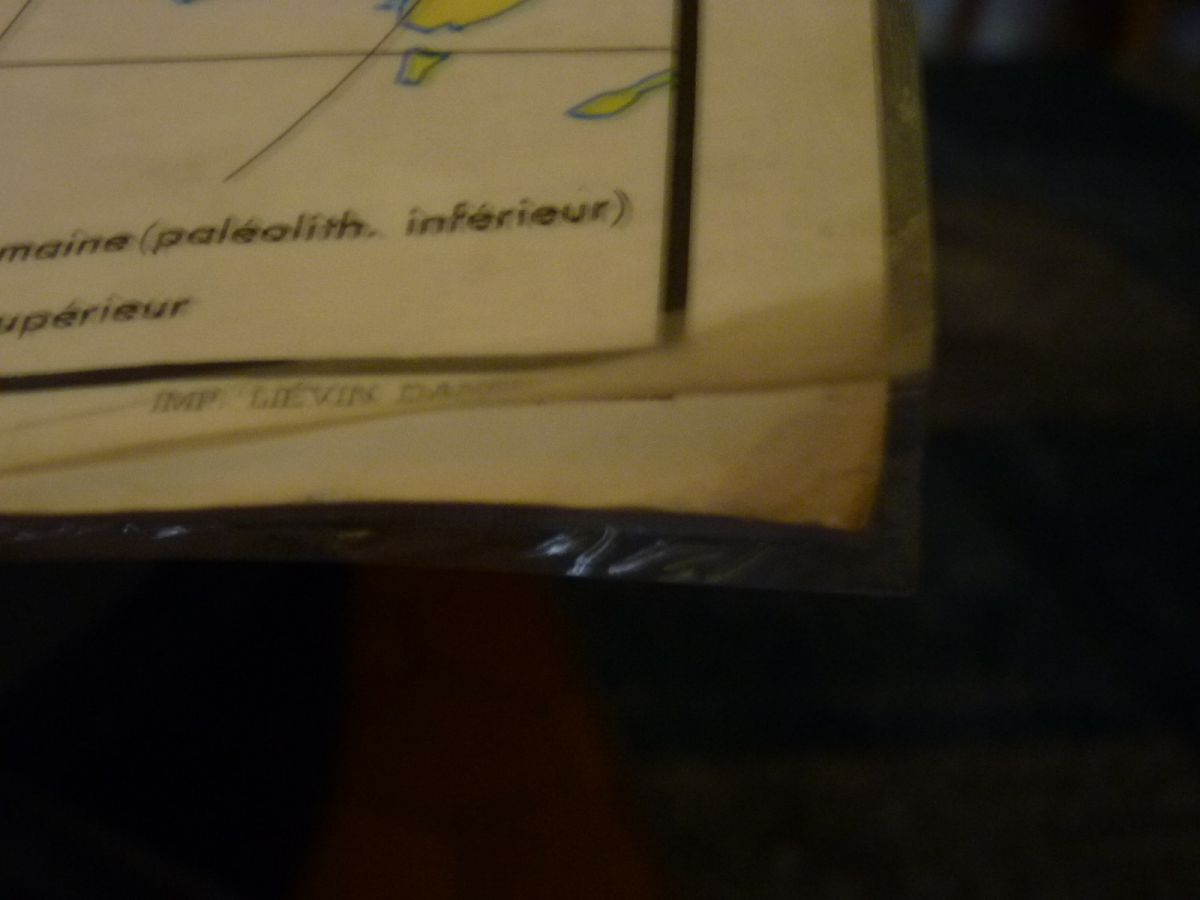 maine (paléolith. inférieur)
upérieur
IMP. LIÉVIN